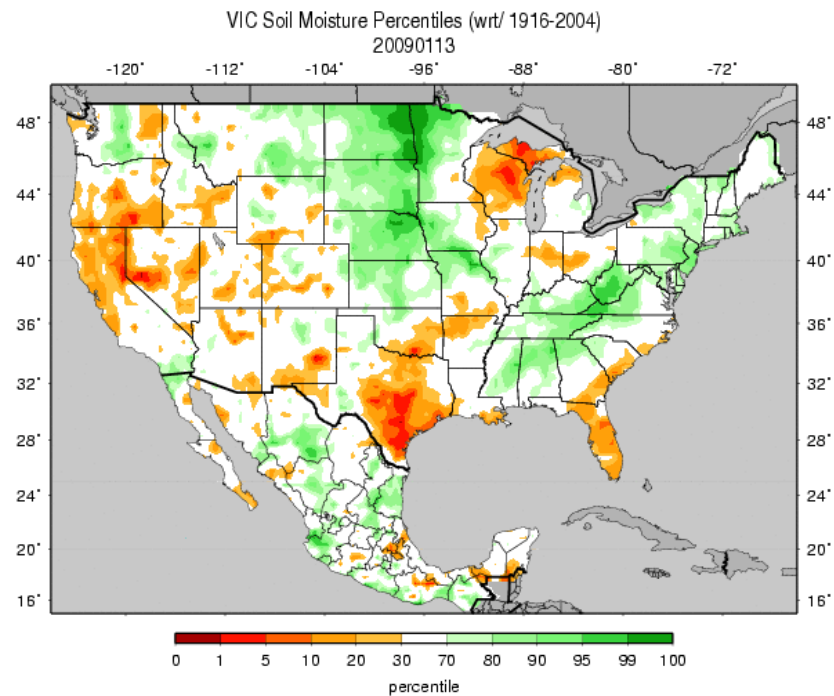 VIC Soil Moisture Percentiles (wrt/ 1916-2004)
20090113
-120˚ -112˚ -104˚ -96˚ -88˚ -80˚ -72˚
48˚ 48˚
44˚ 44˚
40˚ 40˚
36˚ 36˚
32˚ 32˚
28˚ 28˚
24˚ 24˚
20˚ 20˚
16˚ 16˚
0 1 5 10 20 30 70 80 90 95 99 100
percentile